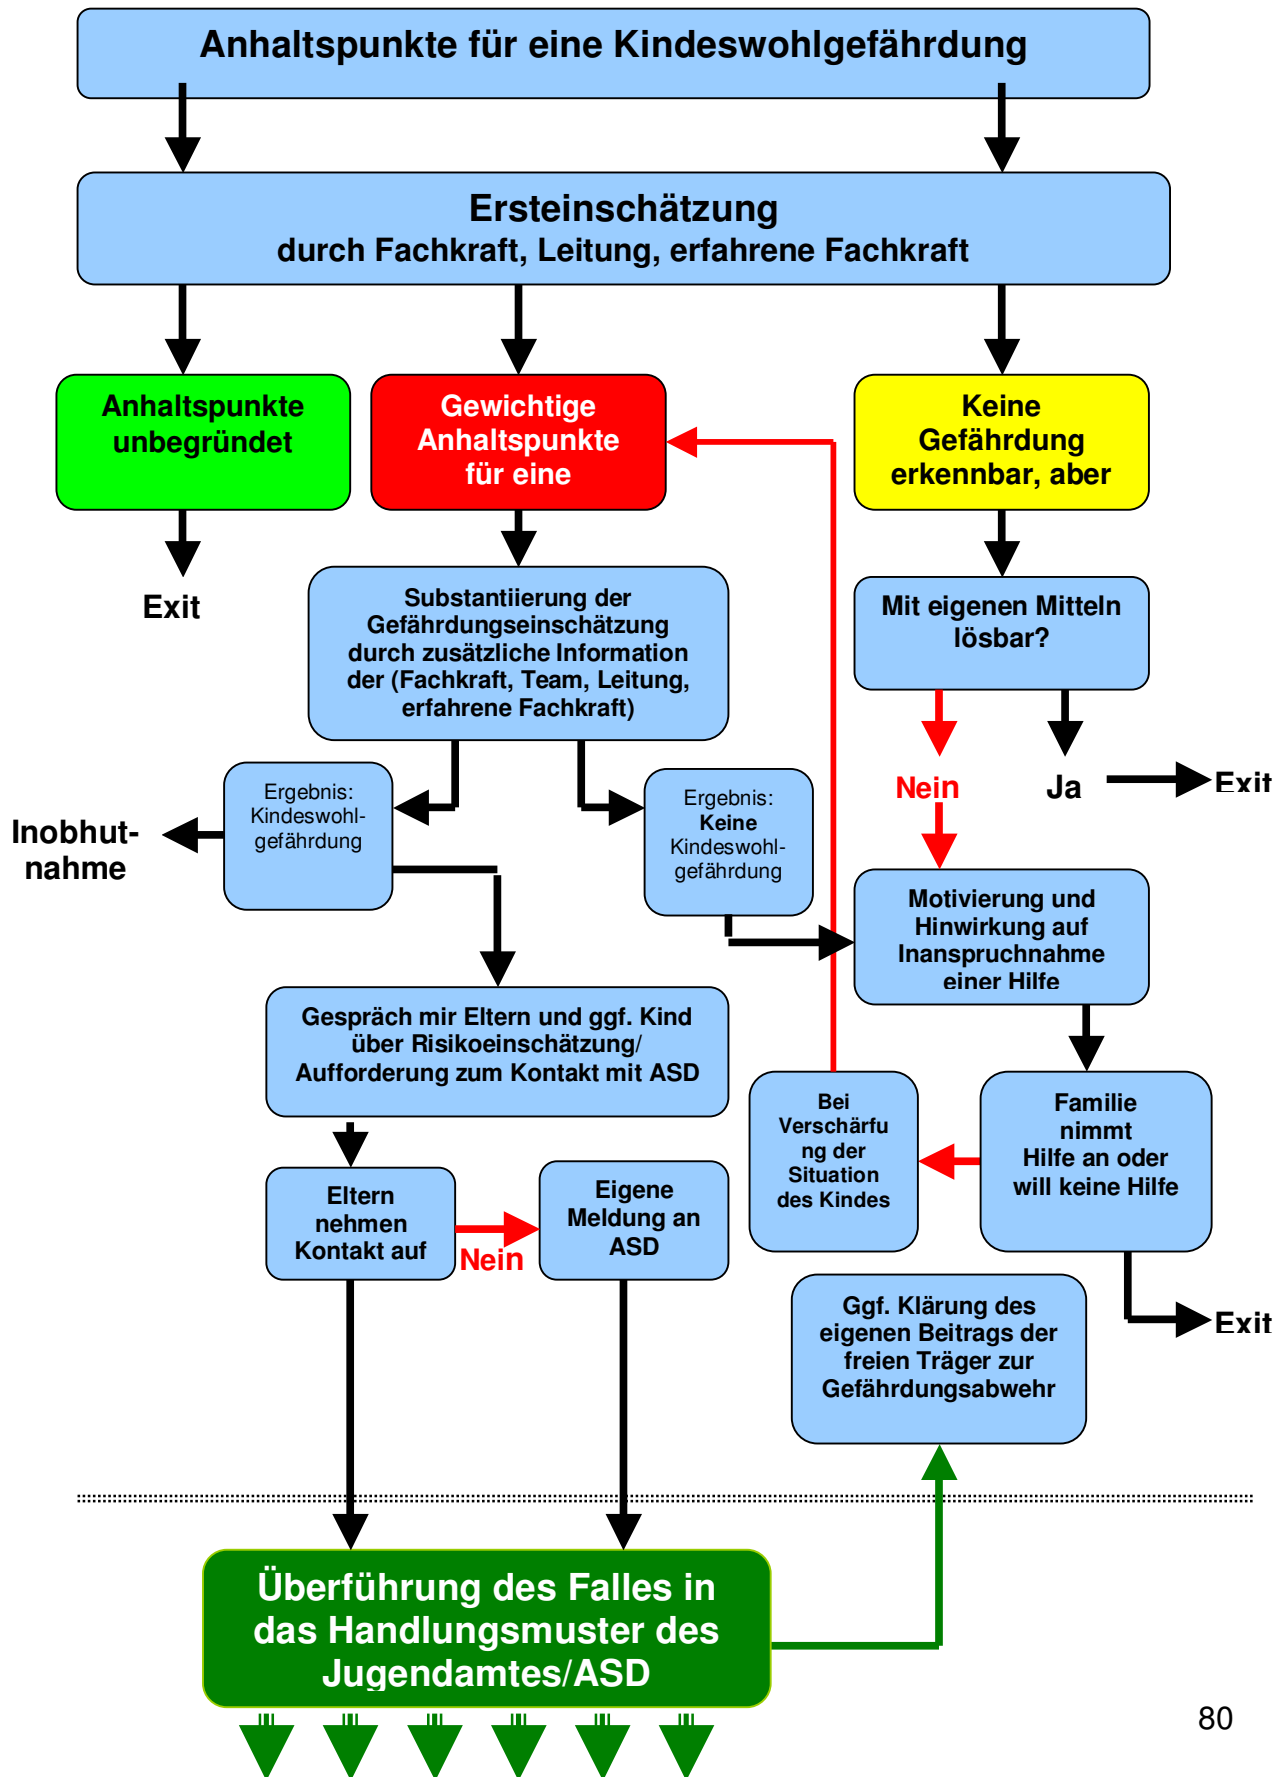 Anhaltspunkte für eine Kindeswohlgefährdung
Ersteinschätzung
durch Fachkraft, Leitung, erfahrene Fachkraft
Anhaltspunkte
unbegründet
Gewichtige
Anhaltspunkte
für eine
Keine
Gefährdung
erkennbar, aber
Exit
Substantiierung der
Gefährdungseinschätzung
durch zusätzliche Information
der (Fachkraft, Team, Leitung,
erfahrene Fachkraft)
Mit eigenen Mitteln
lösbar?
Nein
Ja
Exit
Inobhut-
nahme
Ergebnis:
Kindeswohl-
gefährdung
Ergebnis:
Keine
Kindeswohl-
gefährdung
Motivierung und
Hinwirkung auf
Inanspruchnahme
einer Hilfe
Gespräch mir Eltern und ggf. Kind
über Risikoeinschätzung/
Aufforderung zum Kontakt mit ASD
Bei
Verschärfu
ng der
Situation
des Kindes
Familie
nimmt
Hilfe an oder
will keine Hilfe
Eltern
nehmen
Kontakt auf
Nein
Eigene
Meldung an
ASD
Exit
Ggf. Klärung des
eigenen Beitrags der
freien Träger zur
Gefährdungsabwehr
Überführung des Falles in
das Handlungsmuster des
Jugendamtes/ASD
80